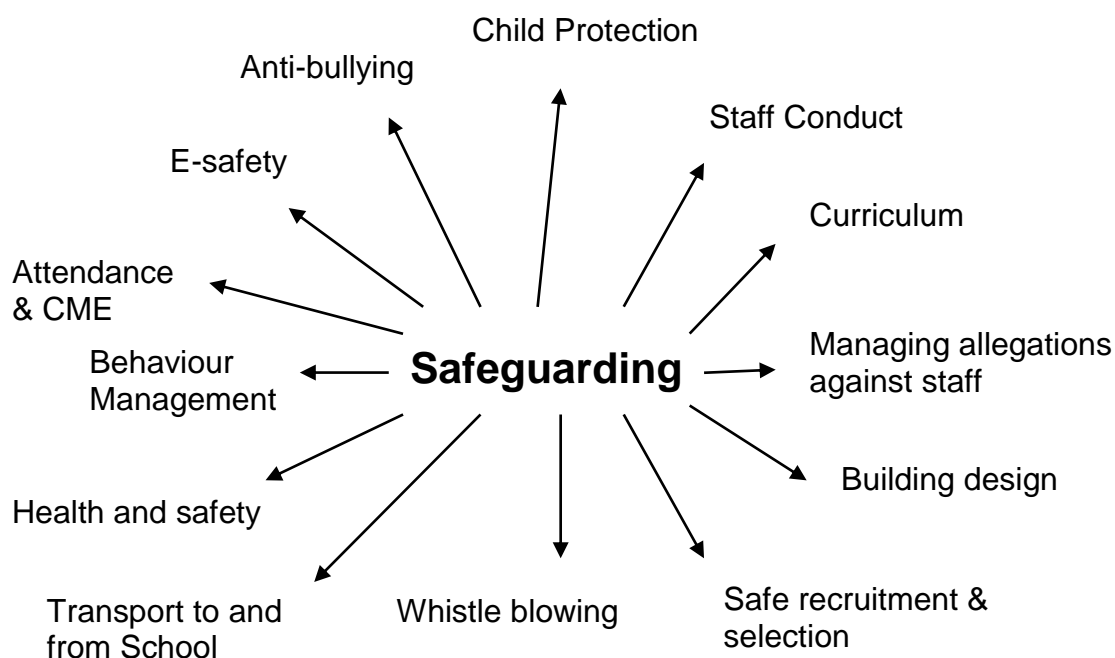 Child Protection
Anti-bullying
Staff Conduct
E-safety
Curriculum
Attendance
& CME
Managing allegations
against staff
Behaviour
Management
Safeguarding
Building design
Health and safety
Transport to and
from School
Whistle blowing
Safe recruitment &
selection